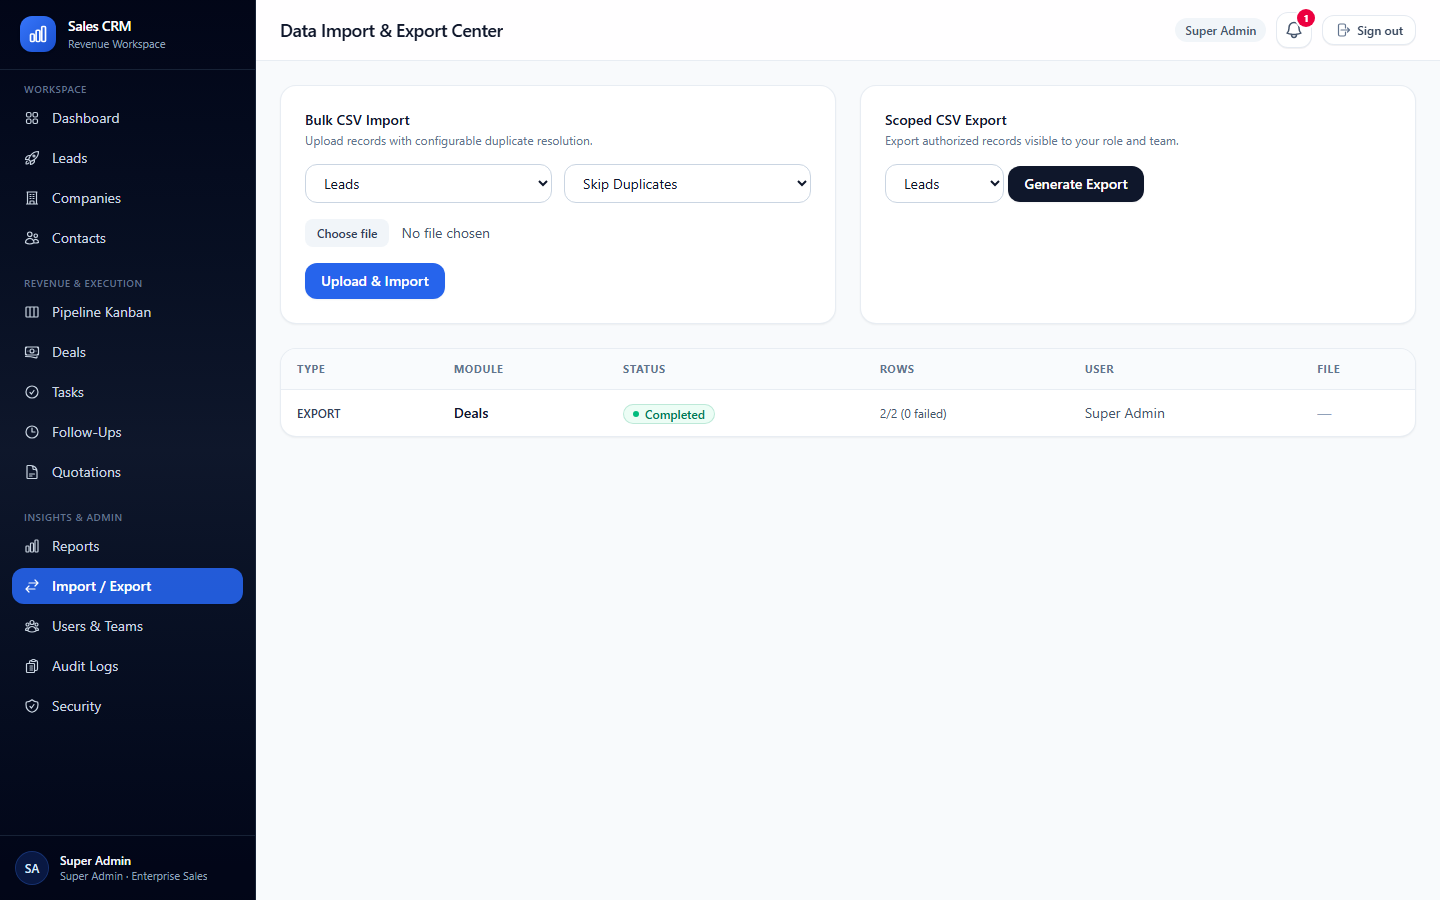 Sales CRM
Revenue Workspace
WORKSPACE
Dashboard
Leads
Companies
Contacts
REVENUE & EXECUTION
Pipeline Kanban
Deals
Tasks
Follow-Ups
Quotations
INSIGHTS & ADMIN
Reports
Import / Export
Users & Teams
Audit Logs
Security
SA
Super Admin
Super Admin · Enterprise Sales
Data Import & Export Center
Super Admin
1
Sign out
Bulk CSV Import
Upload records with configurable duplicate resolution.
Leads
Skip Duplicates
Choose file No file chosen
Upload & Import
Scoped CSV Export
Export authorized records visible to your role and team.
Leads
Generate Export
TYPE MODULE STATUS ROWS USER FILE
EXPORT Deals Completed 2/2 (0 failed) Super Admin —